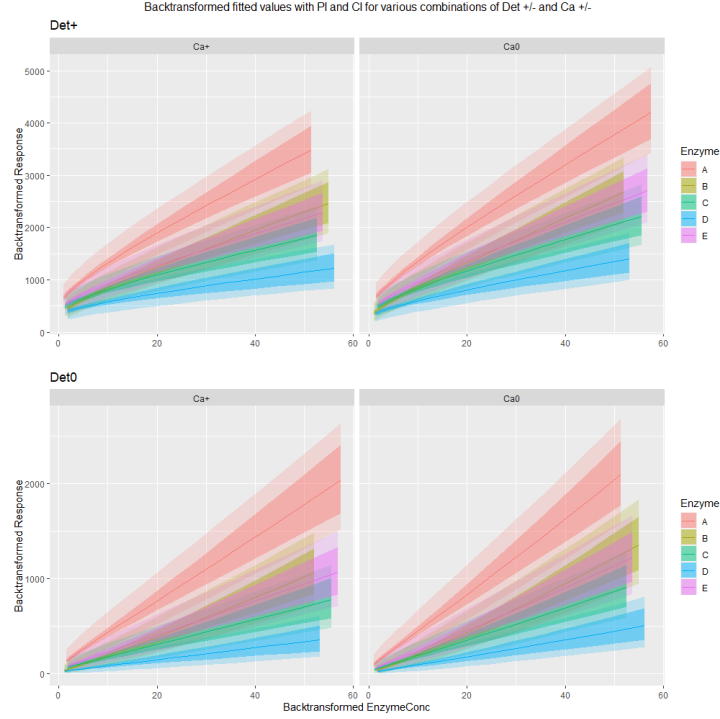 Backtransformed fitted values with PI and CI for various combinations of Det +/- and Ca +/-
Det+
Ca+
Ca0
5000
4000
3000
2000
1000
0
Backtransformed Response
0 20 40 60
0 20 40 60
Enzyme
A
B
C
D
E
Det0
Ca+
Ca0
2000
1000
0
Backtransformed Response
0 20 40 60
0 20 40 60
Backtransformed EnzymeConc
Enzyme
A
B
C
D
E